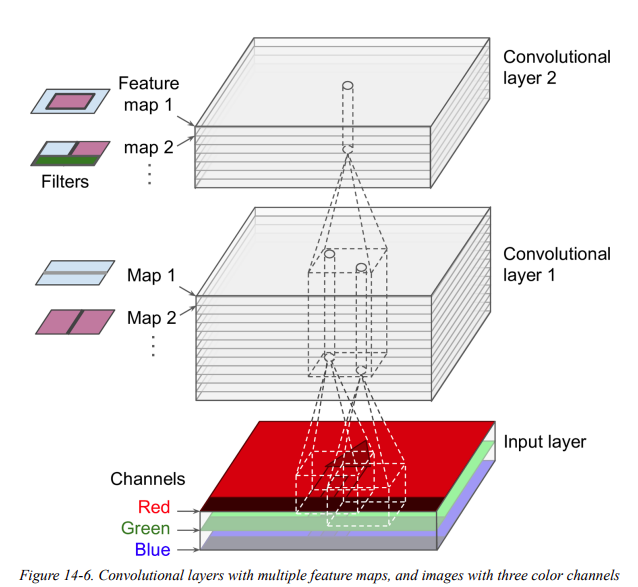 Convolutional
layer 2
Feature
map 1
map 2
Filters
Convolutional
layer 1
Map 1
Map 2
Input layer
Channels
Red
Green
Blue
Figure 14-6. Convolutional layers with multiple feature maps, and images with three color channels